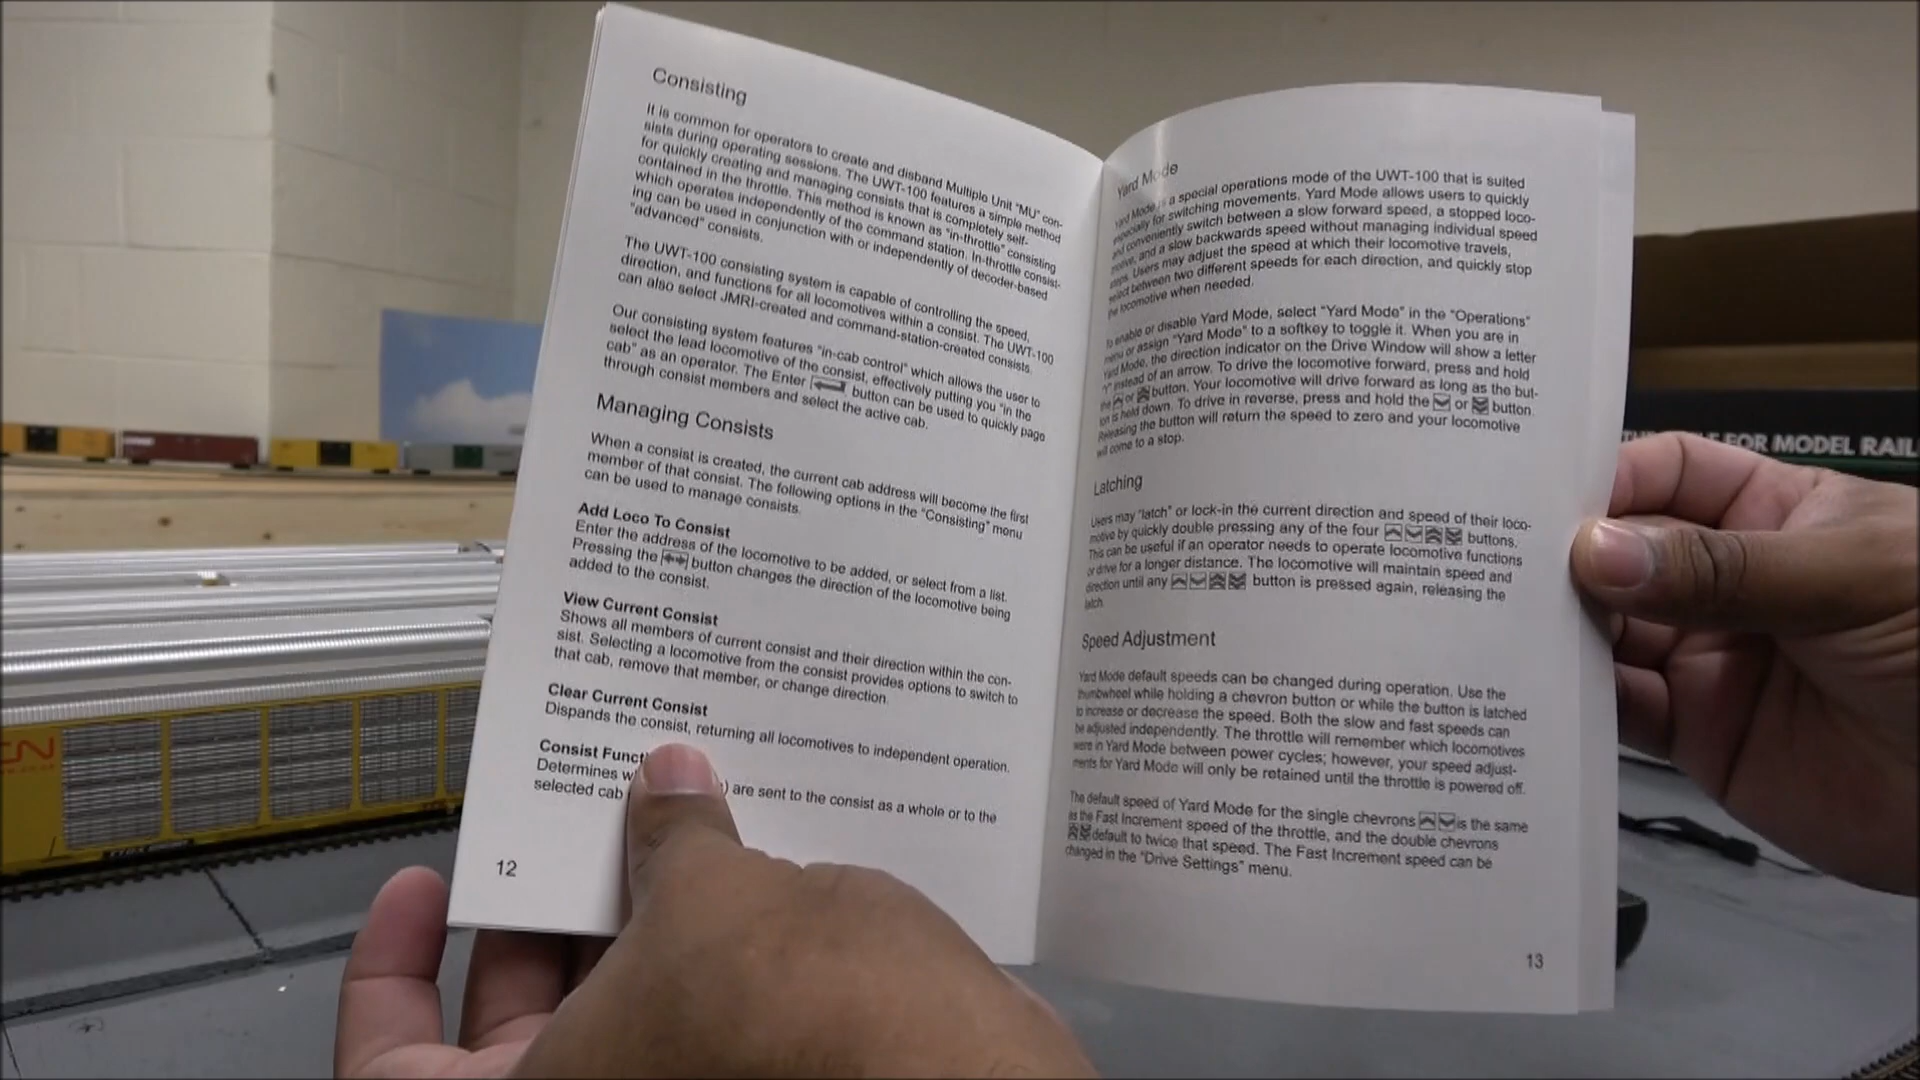 Consisting
It is common for operators to create and disband Multiple Unit "MU" con-
sists during operating sessions. The UWT-100 features a simple method
for quickly creating and managing consists that is completely self-
contained in the throttle. This method is known as "in-throttle" consisting
which operates independently of the command station. In-throttle consist-
ing can be used in conjunction with or independently of decoder-based
"advanced" consists.
The UWT-100 consisting system is capable of controlling the speed,
direction, and functions for all locomotives within a consist. The UWT-100
can also select JMRI-created and command-station-created consists.
Our consisting system features "in-cab control" which allows the user to
select the lead locomotive of the consist, effectively putting you "in the
cab" as an operator. The Enter button can be used to quickly page
through consist members and select the active cab.
Managing Consists
When a consist is created, the current cab address will become the first
member of that consist. The following options in the "Consisting" menu
can be used to manage consists.
Add Loco To Consist
Enter the address of the locomotive to be added, or select from a list.
Pressing the button changes the direction of the locomotive being
added to the consist.
View Current Consist
Shows all members of current consist and their direction within the con-
sist. Selecting a locomotive from the consist provides options to switch to
that cab, remove that member, or change direction.
Clear Current Consist
Dispands the consist, returning all locomotives to independent operation.
Consist Funct
Determines w ) are sent to the consist as a whole or to the
selected cab
12
Yard Mode
Yard Mode is a special operations mode of the UWT-100 that is suited
especially for switching movements. Yard Mode allows users to quickly
and conveniently switch between a slow forward speed, a stopped loco-
motive, and a slow backwards speed without managing individual speed
steps. Users may adjust the speed at which their locomotive travels,
select between two different speeds for each direction, and quickly stop
the locomotive when needed.
To enable or disable Yard Mode, select "Yard Mode" in the "Operations"
menu or assign "Yard Mode" to a softkey to toggle it. When you are in
Yard Mode, the direction indicator on the Drive Window will show a letter
"Y" instead of an arrow. To drive the locomotive forward, press and hold
the or button. Your locomotive will drive forward as long as the but-
ton is held down. To drive in reverse, press and hold the or button.
Releasing the button will return the speed to zero and your locomotive
will come to a stop.
Latching
Users may "latch" or lock-in the current direction and speed of their loco-
motive by quickly double pressing any of the four buttons.
This can be useful if an operator needs to operate locomotive functions
or drive for a longer distance. The locomotive will maintain speed and
direction until any button is pressed again, releasing the
latch.
Speed Adjustment
Yard Mode default speeds can be changed during operation. Use the
thumbwheel while holding a chevron button or while the button is latched
to increase or decrease the speed. Both the slow and fast speeds can
be adjusted independently. The throttle will remember which locomotives
were in Yard Mode between power cycles; however, your speed adjust-
ments for Yard Mode will only be retained until the throttle is powered off.
The default speed of Yard Mode for the single chevrons is the same
as the Fast Increment speed of the throttle, and the double chevrons
default to twice that speed. The Fast Increment speed can be
changed in the "Drive Settings" menu.
13
FOR MODEL RAIL
CN